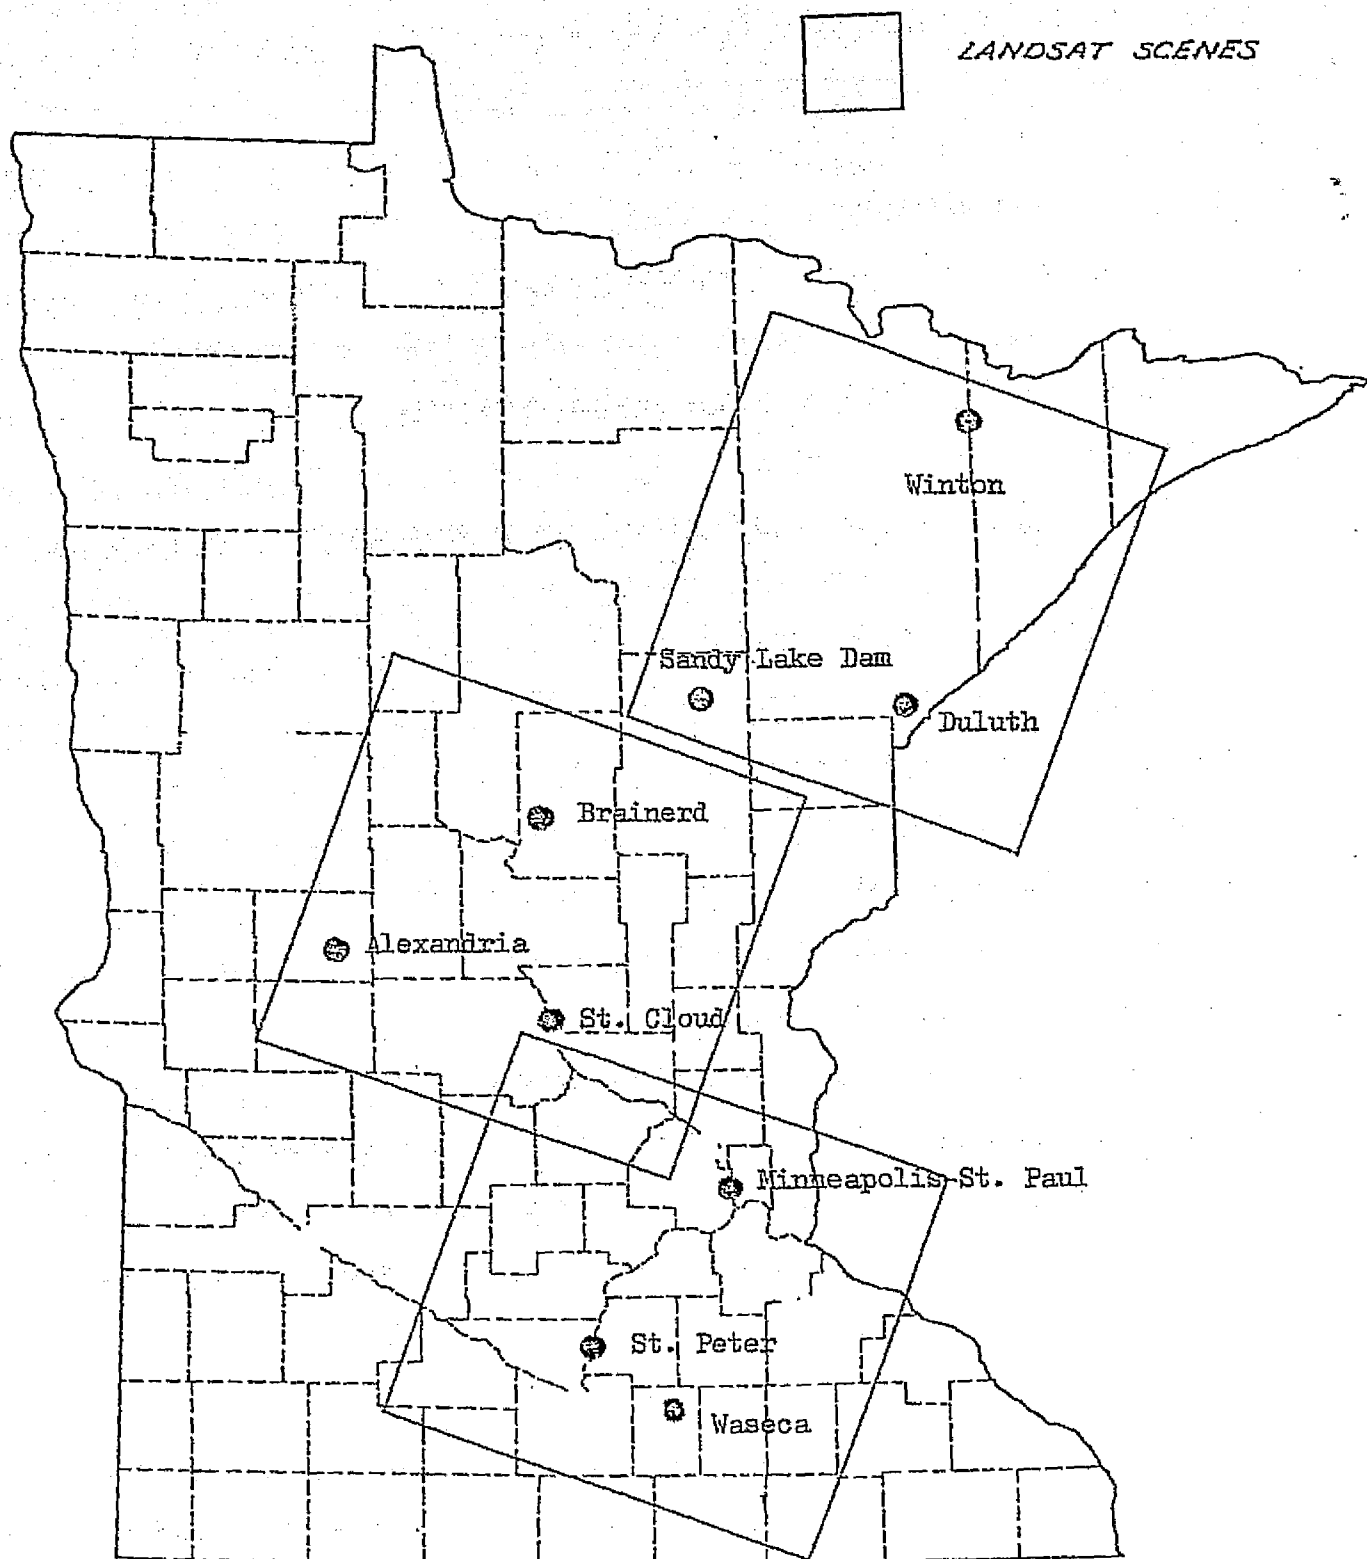 LANDSAT SCENES
Winton
Sandy Lake Dam
Duluth
Brainerd
Alexandria
St. Cloud
Minneapolis-St. Paul
St. Peter
Waseca